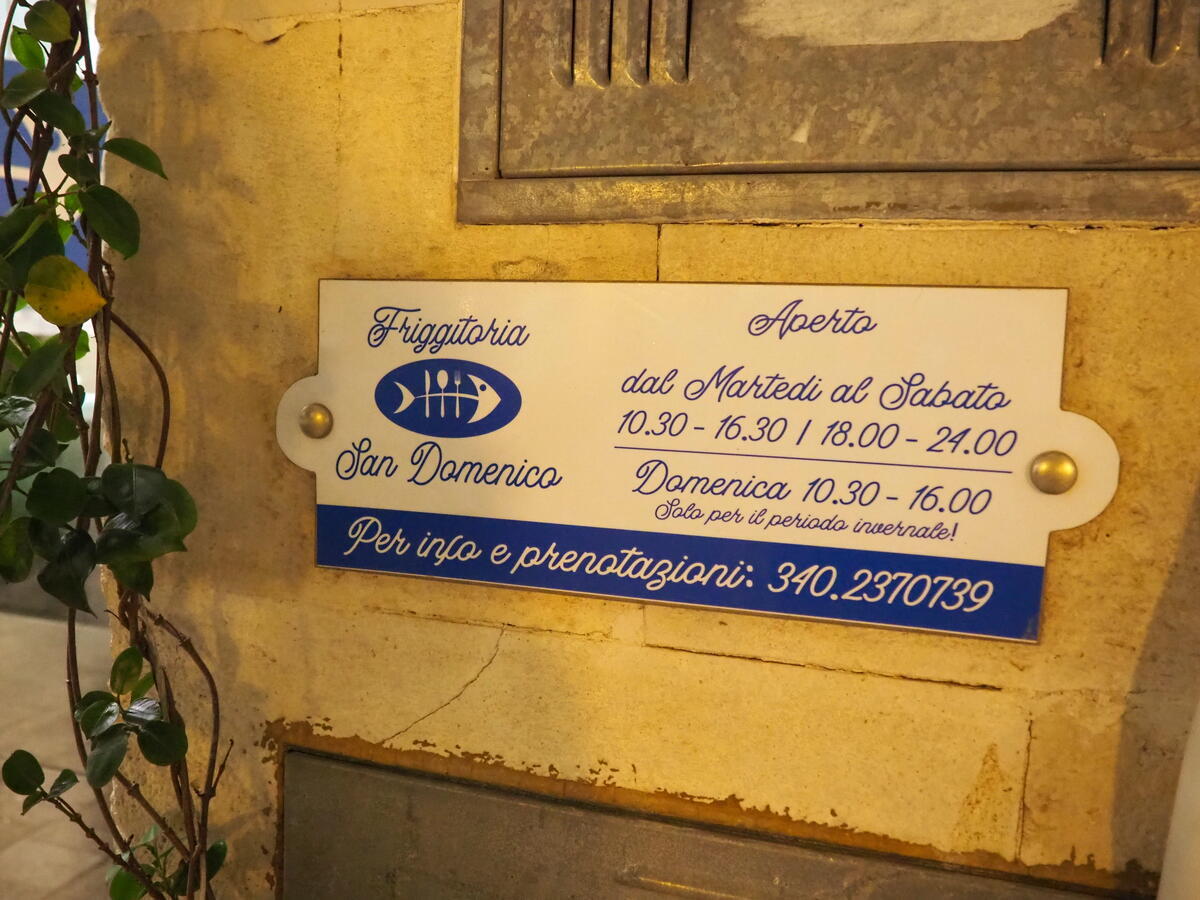 Friggitoria
San Domenico
Aperto
dal Martedì al Sabato
10.30 - 16.30 | 18.00 - 24.00
Domenica 10.30 - 16.00
Solo per il periodo invernale!
Per info e prenotazioni: 340.2370739